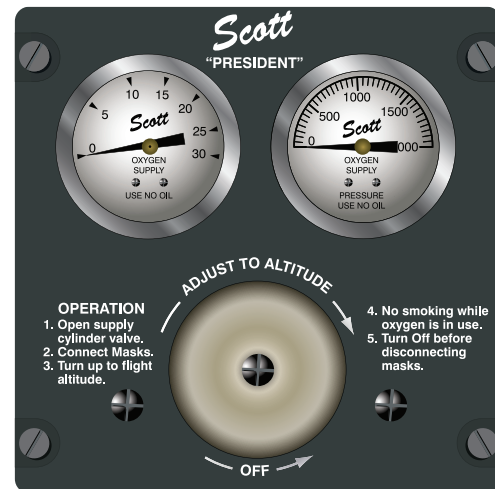 Scott
“PRESIDENT”
0 5 10 15 20 25 30
Scott
OXYGEN
SUPPLY
USE NO OIL
0 500 1000 1500 000
Scott
OXYGEN
SUPPLY
PRESSURE
USE NO OIL
ADJUST TO ALTITUDE
OPERATION
1. Open supply
cylinder valve.
2. Connect Masks.
3. Turn up to flight
altitude.
4. No smoking while
oxygen is in use.
5. Turn Off before
disconnecting
masks.
OFF